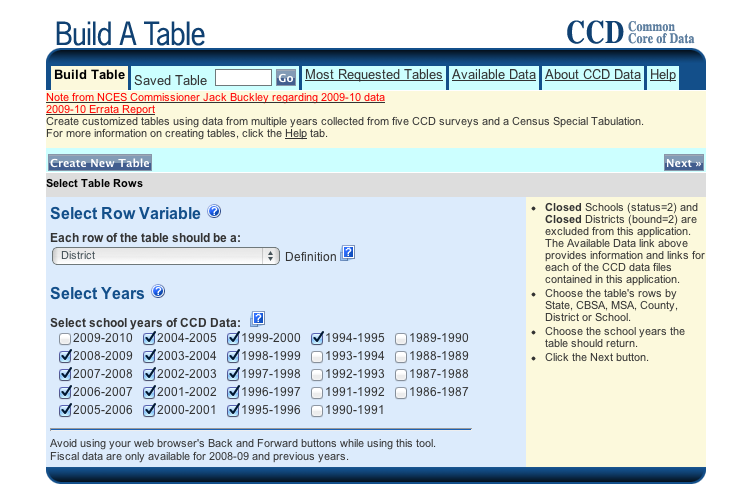 Build A Table
CCD Common
Core of Data
Build Table Saved Table Go Most Requested Tables Available Data About CCD Data Help
Note from NCES Commissioner Jack Buckley regarding 2009-10 data
2009-10 Errata Report
Create customized tables using data from multiple years collected from five CCD surveys and a Census Special Tabulation.
For more information on creating tables, click the Help tab.
Create New Table Next »
Select Table Rows
Select Row Variable ?
Each row of the table should be a:
District Definition ?
Select Years ?
Select school years of CCD Data: ?
2009-2010 2004-2005 1999-2000 1994-1995 1989-1990
2008-2009 2003-2004 1998-1999 1993-1994 1988-1989
2007-2008 2002-2003 1997-1998 1992-1993 1987-1988
2006-2007 2001-2002 1996-1997 1991-1992 1986-1987
2005-2006 2000-2001 1995-1996 1990-1991
Avoid using your web browser's Back and Forward buttons while using this tool.
Fiscal data are only available for 2008-09 and previous years.
• Closed Schools (status=2) and
Closed Districts (bound=2) are
excluded from this application.
The Available Data link above
provides information and links for
each of the CCD data files
contained in this application.
• Choose the table's rows by
State, CBSA, MSA, County,
District or School.
• Choose the school years the
table should return.
• Click the Next button.